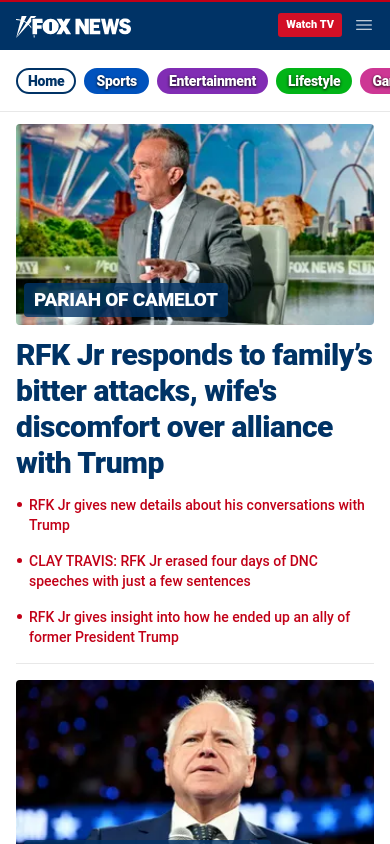 FOX NEWS
Watch TV
Home
Sports
Entertainment
Lifestyle
DAY
FOX NEWS
SUN
PARIAH OF CAMELOT
RFK Jr responds to family’s
bitter attacks, wife's
discomfort over alliance
with Trump
• RFK Jr gives new details about his conversations with
Trump
• CLAY TRAVIS: RFK Jr erased four days of DNC
speeches with just a few sentences
• RFK Jr gives insight into how he ended up an ally of
former President Trump